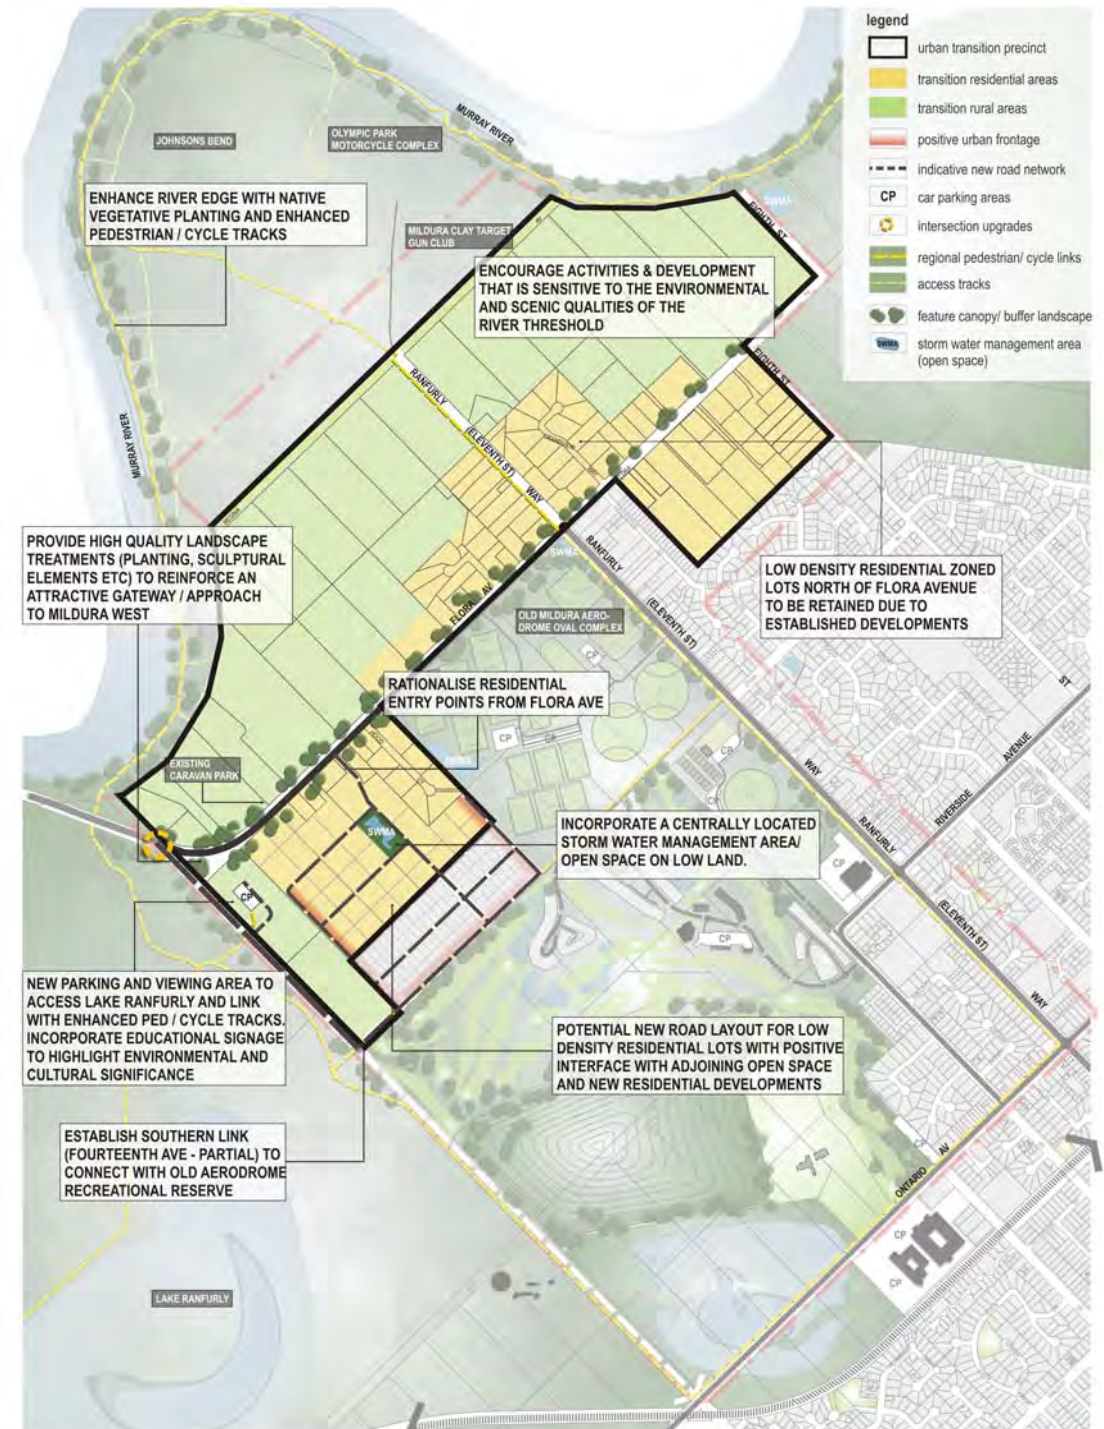 legend
urban transition precinct
transition residential areas
transition rural areas
positive urban frontage
indicative new road network
CP
car parking areas
intersection upgrades
regional pedestrian/ cycle links
access tracks
feature canopy/ buffer landscape
SWMA
storm water management area
(open space)
MURRAY RIVER
JOHNSONS BEND
OLYMPIC PARK
MOTORCYCLE COMPLEX
ENHANCE RIVER EDGE WITH NATIVE
VEGETATIVE PLANTING AND ENHANCED
PEDESTRIAN / CYCLE TRACKS
MILDURA CLAY TARGET
GUN CLUB
SWMA
EIGHTH ST
ENCOURAGE ACTIVITIES & DEVELOPMENT
THAT IS SENSITIVE TO THE ENVIRONMENTAL
AND SCENIC QUALITIES OF THE
RIVER THRESHOLD
EIGHTH ST
RANFURLY
(ELEVENTH ST)
WAY
MURRAY RIVER
REGINA
AV
FLORA
PROVIDE HIGH QUALITY LANDSCAPE
TREATMENTS (PLANTING, SCULPTURAL
ELEMENTS ETC) TO REINFORCE AN
ATTRACTIVE GATEWAY / APPROACH
TO MILDURA WEST
SWMA
RANFURLY
(ELEVENTH ST)
WAY
LOW DENSITY RESIDENTIAL ZONED
LOTS NORTH OF FLORA AVENUE
TO BE RETAINED DUE TO
ESTABLISHED DEVELOPMENTS
FLORA AV
OLD MILDURA AERO-
DROME OVAL COMPLEX
CP
RATIONALISE RESIDENTIAL
ENTRY POINTS FROM FLORA AVE
ST
RIVERSIDE AVENUE
CP
CP
CP
CP
SWMA
EXISTING
CARAVAN PARK
SWMA
INCORPORATE A CENTRALLY LOCATED
STORM WATER MANAGEMENT AREA/
OPEN SPACE ON LOW LAND.
RANFURLY
(ELEVENTH ST)
WAY
CP
CP
CP
NEW PARKING AND VIEWING AREA TO
ACCESS LAKE RANFURLY AND LINK
WITH ENHANCED PED / CYCLE TRACKS.
INCORPORATE EDUCATIONAL SIGNAGE
TO HIGHLIGHT ENVIRONMENTAL AND
CULTURAL SIGNIFICANCE
POTENTIAL NEW ROAD LAYOUT FOR LOW
DENSITY RESIDENTIAL LOTS WITH POSITIVE
INTERFACE WITH ADJOINING OPEN SPACE
AND NEW RESIDENTIAL DEVELOPMENTS
ESTABLISH SOUTHERN LINK
(FOURTEENTH AVE - PARTIAL) TO
CONNECT WITH OLD AERODROME
RECREATIONAL RESERVE
CP
ONTARIO AV
CP
CP
LAKE RANFURLY